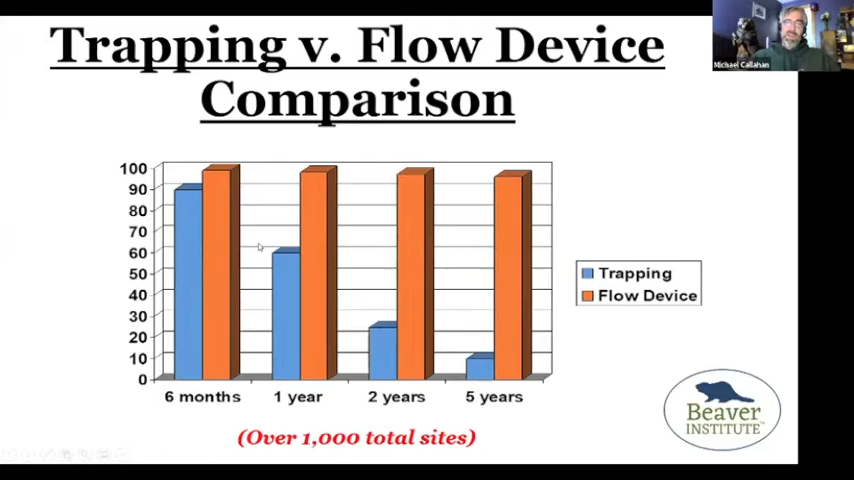 Trapping v. Flow Device
Comparison
Michael Callahan
100
90
80
70
60
50
40
30
20
10
0
6 months 1 year 2 years 5 years
Trapping
Flow Device
(Over 1,000 total sites)
Beaver
INSTITUTE™